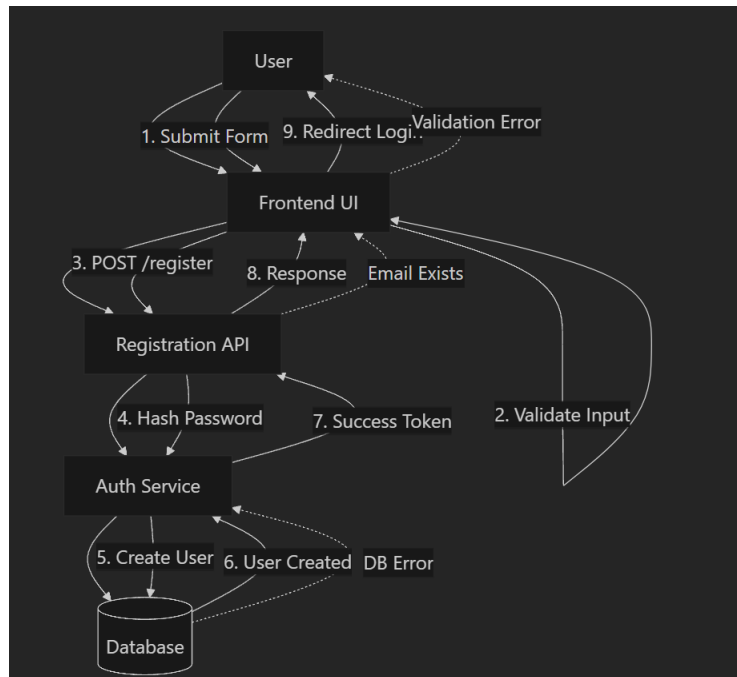 User
1. Submit Form
9. Redirect Logi
Validation Error
Frontend UI
3. POST /register
8. Response
Email Exists
Registration API
4. Hash Password
7. Success Token
2. Validate Input
Auth Service
5. Create User
6. User Created
DB Error
Database